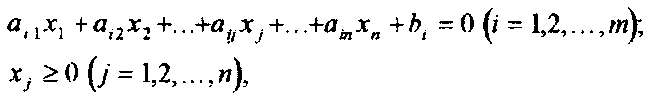 a_{i1}x_1 + a_{i2}x_2 +...+ a_{ij}x_j +...+ a_{in}x_n + b_i = 0 (i = 1,2,...,m);
x_j ≥ 0 (j = 1,2,...,n),